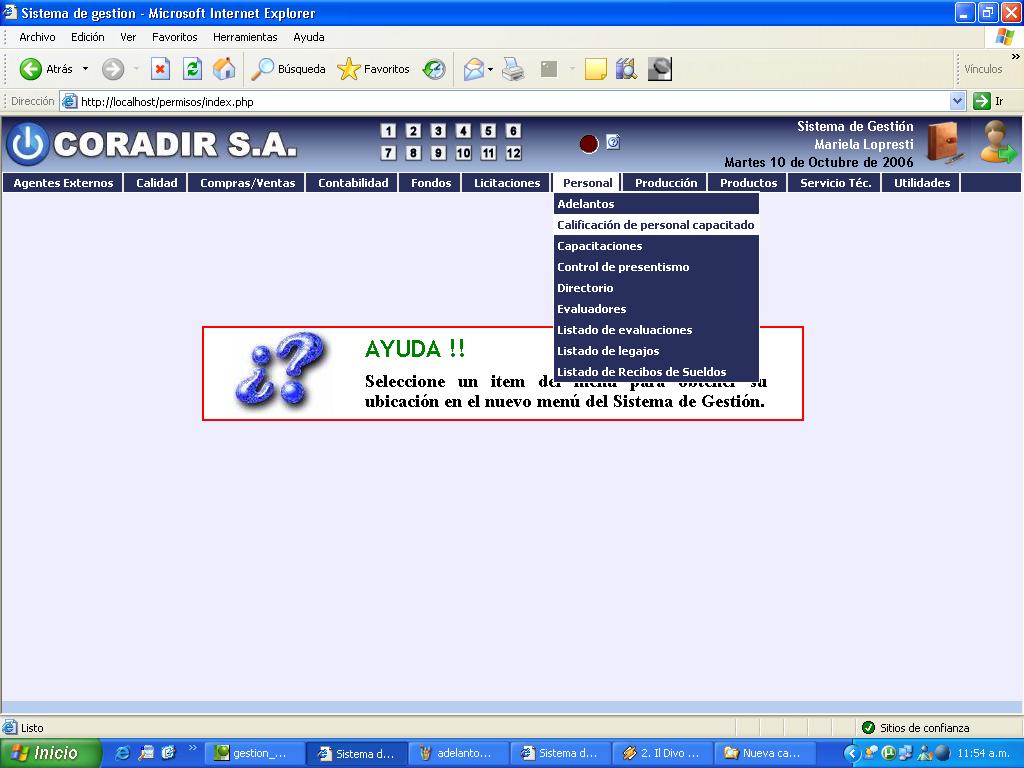 Sistema de gestion - Microsoft Internet Explorer
Archivo Edición Ver Favoritos Herramientas Ayuda
Atrás Búsqueda Favoritos Vínculos »
Dirección http://localhost/permisos/index.php Ir
CORADIR S.A.
1 2 3 4 5 6
7 8 9 10 11 12
Sistema de Gestión
Mariela Lopresti
Martes 10 de Octubre de 2006
Agentes Externos Calidad Compras/Ventas Contabilidad Fondos Licitaciones Personal Producción Productos Servicio Téc. Utilidades
Adelantos
Calificación de personal capacitado
Capacitaciones
Control de presentismo
Directorio
Evaluadores
Listado de evaluaciones
Listado de legajos
Listado de Recibos de Sueldos
¿?
AYUDA !!
Seleccione un item del menú para obtener su
ubicación en el nuevo menú del Sistema de Gestión.
Listo Sitios de confianza
Inicio » gestion_... Sistema d... adelanto... Sistema d... 2. Il Divo ... Nueva ca... 11:54 a.m.